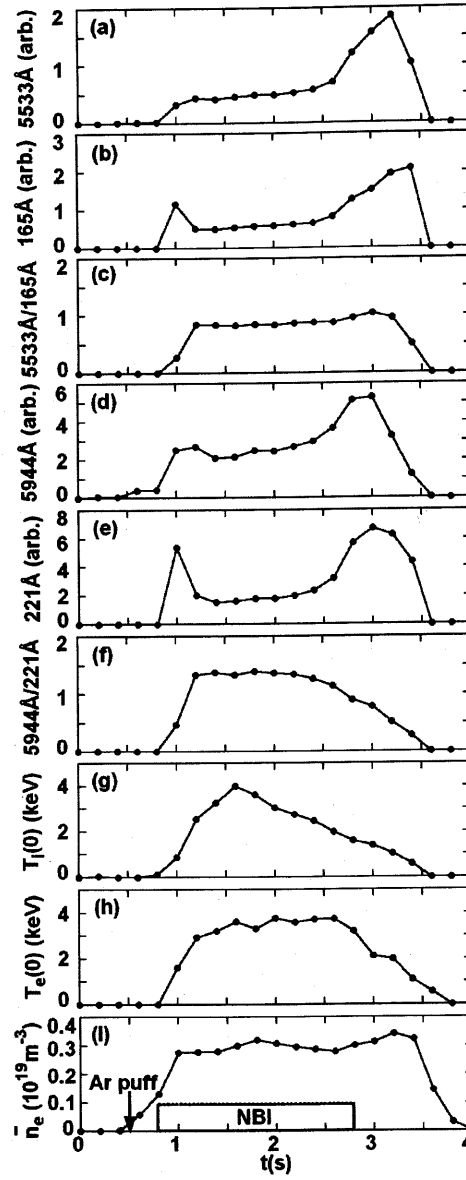 (a)
5533Å (arb.)
2
1
0
(b)
165Å (arb.)
3
2
1
0
(c)
5533Å/165Å
2
1
0
(d)
5944Å (arb.)
6
4
2
0
(e)
221Å (arb.)
8
6
4
2
0
(f)
5944Å/221Å
2
1
0
(g)
Ti(0) (keV)
4
2
0
(h)
Te(0) (keV)
4
2
0
(i)
n̄e (10¹⁹m⁻³)
0.4
0.3
0.2
0.1
0
Ar puff
NBI
0 1 2 3 4
t(s)